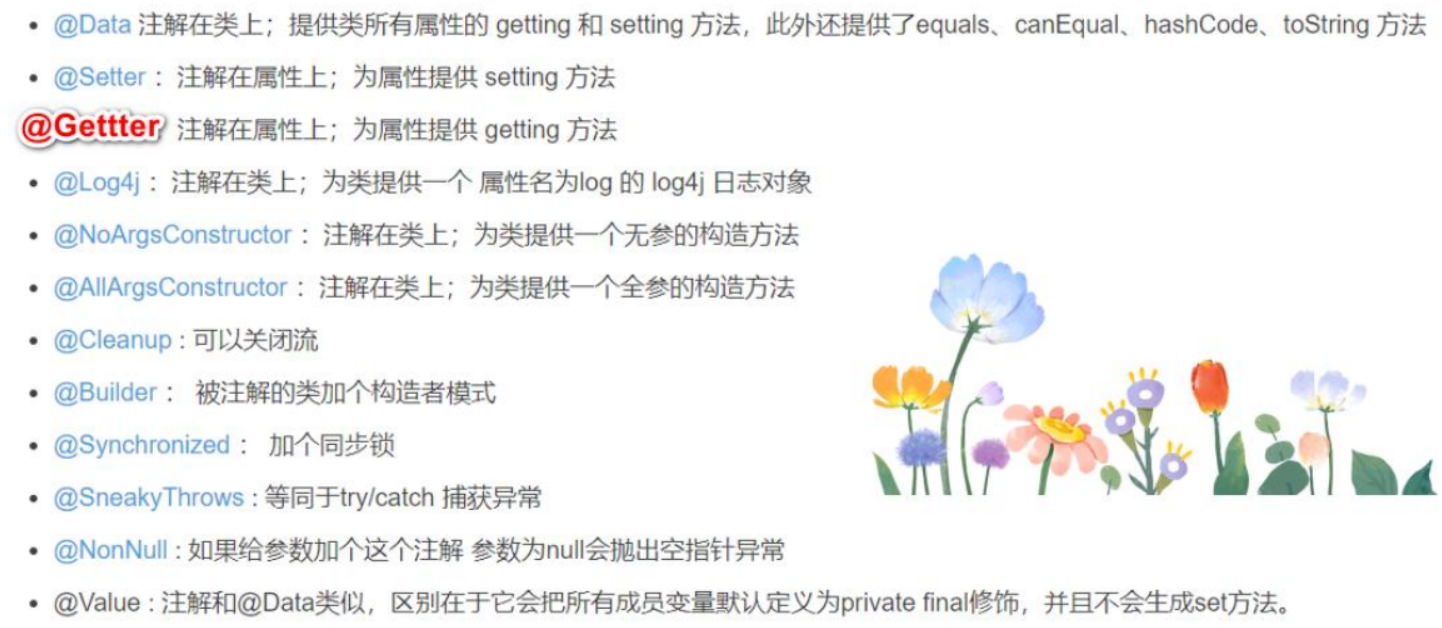 • @Data 注解在类上；提供类所有属性的 getting 和 setting 方法，此外还提供了equals、canEqual、hashCode、toString 方法
• @Setter ：注解在属性上；为属性提供 setting 方法
@Gettter 注解在属性上；为属性提供 getting 方法
• @Log4j ：注解在类上；为类提供一个 属性名为log 的 log4j 日志对象
• @NoArgsConstructor ：注解在类上；为类提供一个无参的构造方法
• @AllArgsConstructor ：注解在类上；为类提供一个全参的构造方法
• @Cleanup : 可以关闭流
• @Builder ： 被注解的类加个构造者模式
• @Synchronized ： 加个同步锁
• @SneakyThrows : 等同于try/catch 捕获异常
• @NonNull : 如果给参数加个这个注解 参数为null会抛出空指针异常
• @Value : 注解和@Data类似，区别在于它会把所有成员变量默认定义为private final修饰，并且不会生成set方法。